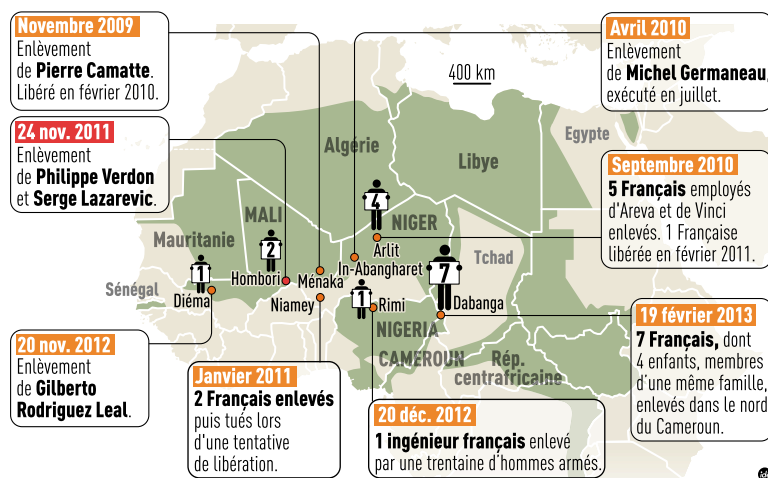 Novembre 2009
Enlèvement
de Pierre Camatte.
Libéré en février 2010.
Avril 2010
Enlèvement
de Michel Germaneau,
exécuté en juillet.
400 km
24 nov. 2011
Enlèvement
de Philippe Verdon
et Serge Lazarevic.
Septembre 2010
5 Français employés
d'Areva et de Vinci
enlevés. 1 Française
libérée en février 2011.
Algérie
Libye
Egypte
MALI
Mauritanie
NIGER
Tchad
Sénégal
4
2
1
7
1
Arlit
In-Abangharet
Hombori
Ménaka
Diéma
Niamey
Rimi
Dabanga
NIGERIA
CAMEROUN
Rép.
centrafricaine
20 nov. 2012
Enlèvement
de Gilberto
Rodriguez Leal.
Janvier 2011
2 Français enlevés
puis tués lors
d'une tentative
de libération.
20 déc. 2012
1 ingénieur français enlevé
par une trentaine d'hommes armés.
19 février 2013
7 Français, dont
4 enfants, membres
d'une même famille,
enlevés dans le nord
du Cameroun.